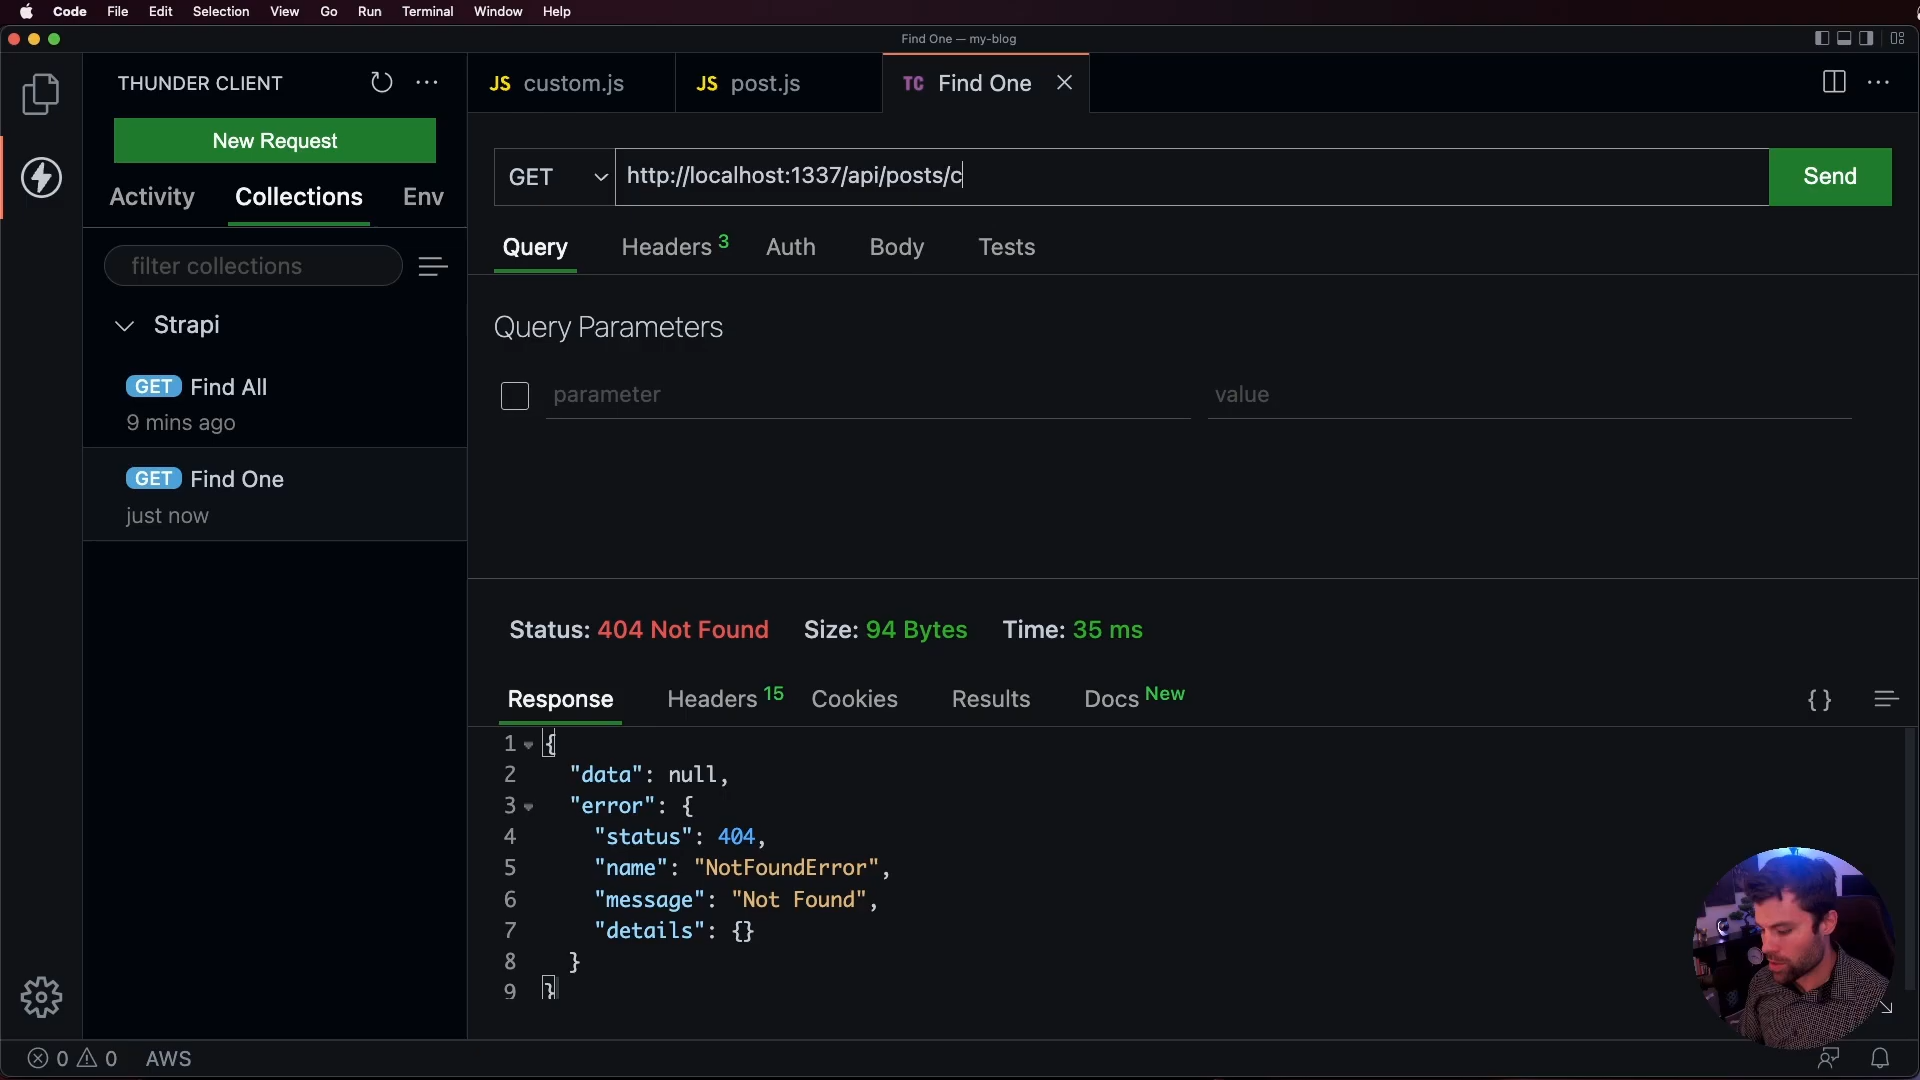 Code File Edit Selection View Go Run Terminal Window Help
Find One — my-blog
THUNDER CLIENT
New Request
Activity Collections Env
filter collections
Strapi
GET Find All
9 mins ago
GET Find One
just now
JS custom.js JS post.js TC Find One
GET http://localhost:1337/api/posts/c Send
Query Headers 3 Auth Body Tests
Query Parameters
parameter value
Status: 404 Not Found Size: 94 Bytes Time: 35 ms
Response Headers 15 Cookies Results Docs New
{}
1 {
2 "data": null,
3 "error": {
4 "status": 404,
5 "name": "NotFoundError",
6 "message": "Not Found",
7 "details": {}
8 }
9 }
0 0 AWS